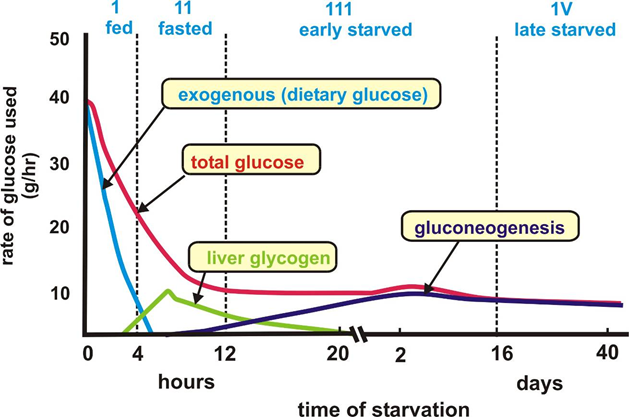 1 11 111 1V
fed fasted early starved late starved
50
exogenous (dietary glucose)
40
total glucose
30
gluconeogenesis
20
liver glycogen
10
rate of glucose used
(g/hr)
0 4 12 20 2 16 40
hours days
time of starvation